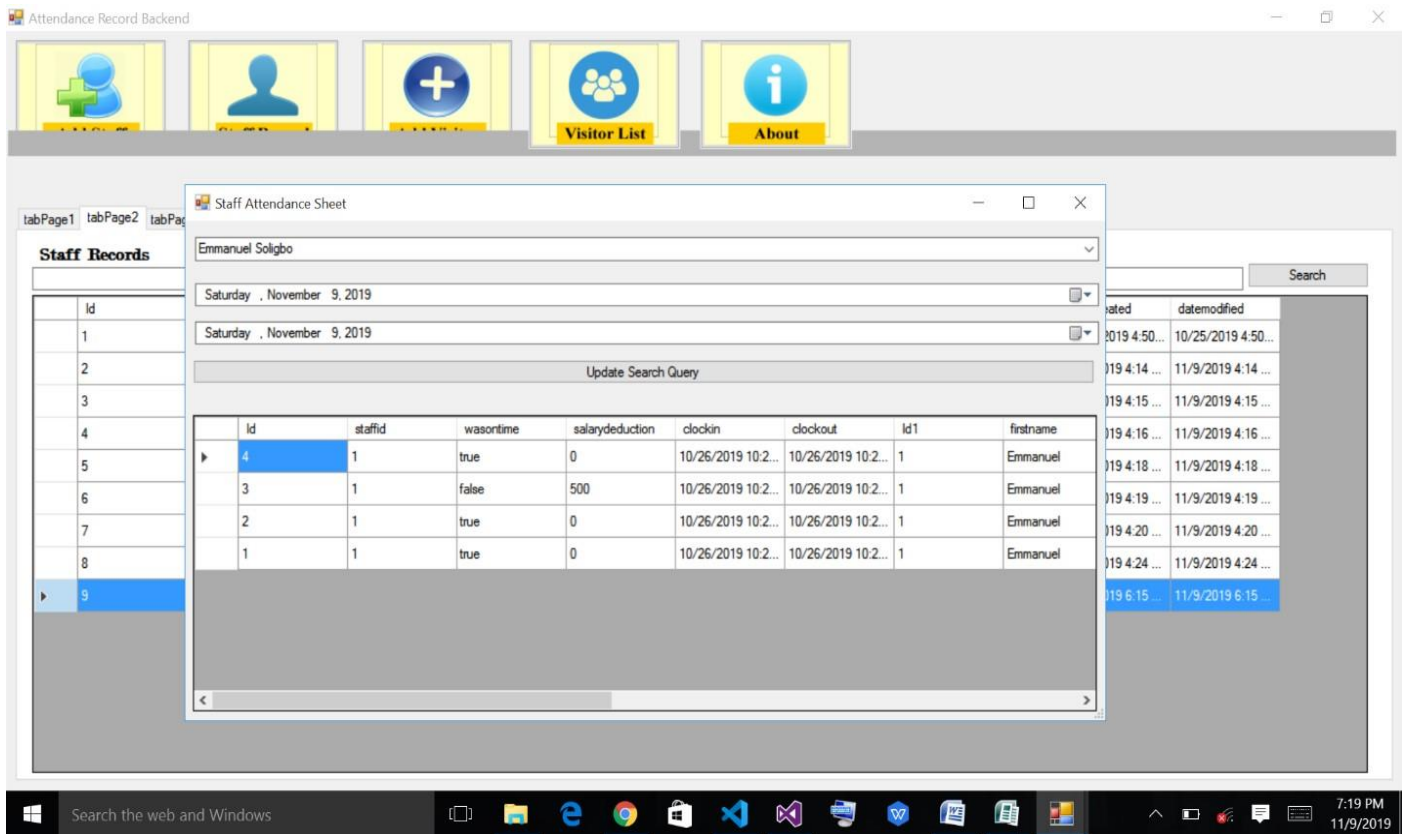 Attendance Record Backend
Visitor List
About
Staff Attendance Sheet
tabPage1 tabPage2
Staff Records
Emmanuel Soligbo
Search
Saturday , November 9, 2019
Saturday , November 9, 2019
Update Search Query
Id datemodified
1 10/25/2019 4:50...
2 11/9/2019 4:14 ...
3 11/9/2019 4:15 ...
4 11/9/2019 4:16 ...
5 11/9/2019 4:18 ...
6 11/9/2019 4:19 ...
7 11/9/2019 4:20 ...
8 11/9/2019 4:24 ...
9 11/9/2019 6:15 ...
Id staffid wasontime salarydeduction clockin clockout Id1 firstname
4 1 true 0 10/26/2019 10:2... 10/26/2019 10:2... 1 Emmanuel
3 1 false 500 10/26/2019 10:2... 10/26/2019 10:2... 1 Emmanuel
2 1 true 0 10/26/2019 10:2... 10/26/2019 10:2... 1 Emmanuel
1 1 true 0 10/26/2019 10:2... 10/26/2019 10:2... 1 Emmanuel
Search the web and Windows
7:19 PM
11/9/2019